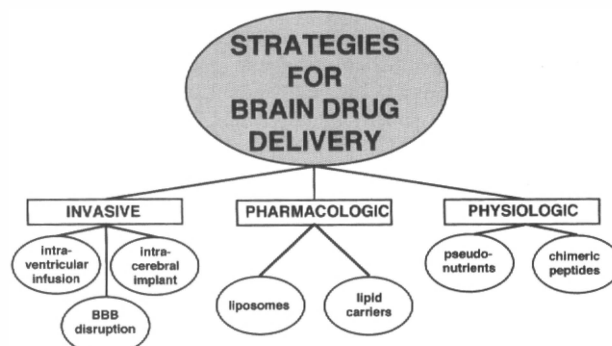 STRATEGIES
FOR
BRAIN DRUG
DELIVERY
INVASIVE
PHARMACOLOGIC
PHYSIOLOGIC
intra-
ventricular
infusion
intra-
cerebral
implant
BBB
disruption
liposomes
lipid
carriers
pseudo-
nutrients
chimeric
peptides